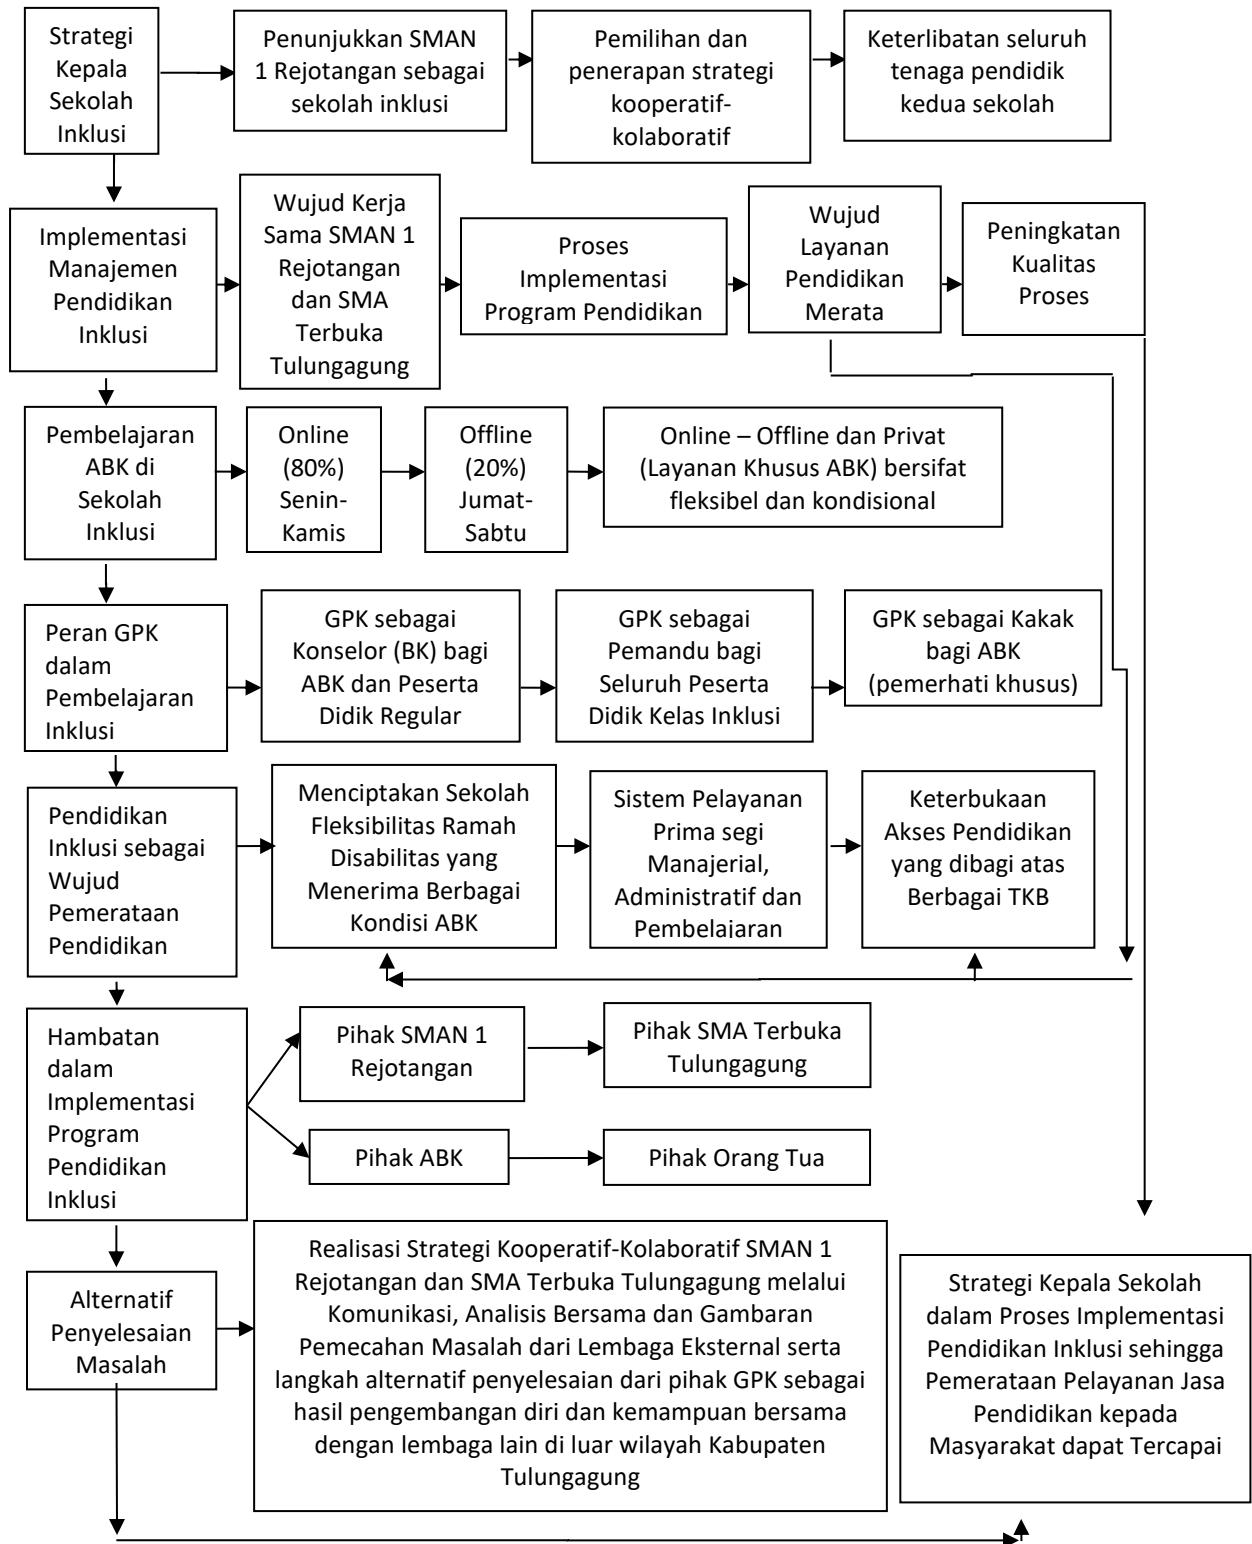 Strategi
Kepala
Sekolah
Inklusi
Penunjukkan SMAN
1 Rejotangan sebagai
sekolah inklusi
Pemilihan dan
penerapan strategi
kooperatif-
kolaboratif
Keterlibatan seluruh
tenaga pendidik
kedua sekolah
Implementasi
Manajemen
Pendidikan
Inklusi
Wujud Kerja
Sama SMAN 1
Rejotangan
dan SMA
Terbuka
Tulungagung
Proses
Implementasi
Program Pendidikan
Wujud
Layanan
Pendidikan
Merata
Peningkatan
Kualitas
Proses
Pembelajaran
ABK di
Sekolah
Inklusi
Online
(80%)
Senin-
Kamis
Offline
(20%)
Jumat-
Sabtu
Online – Offline dan Privat
(Layanan Khusus ABK) bersifat
fleksibel dan kondisional
Peran GPK
dalam
Pembelajaran
Inklusi
GPK sebagai
Konselor (BK) bagi
ABK dan Peserta
Didik Regular
GPK sebagai
Pemandu bagi
Seluruh Peserta
Didik Kelas Inklusi
GPK sebagai Kakak
bagi ABK
(pemerhati khusus)
Pendidikan
Inklusi sebagai
Wujud
Pemerataan
Pendidikan
Menciptakan Sekolah
Fleksibilitas Ramah
Disabilitas yang
Menerima Berbagai
Kondisi ABK
Sistem Pelayanan
Prima segi
Manajerial,
Administratif dan
Pembelajaran
Keterbukaan
Akses Pendidikan
yang dibagi atas
Berbagai TKB
Hambatan
dalam
Implementasi
Program
Pendidikan
Inklusi
Pihak SMAN 1
Rejotangan
Pihak SMA Terbuka
Tulungagung
Pihak ABK
Pihak Orang Tua
Alternatif
Penyelesaian
Masalah
Realisasi Strategi Kooperatif-Kolaboratif SMAN 1
Rejotangan dan SMA Terbuka Tulungagung melalui
Komunikasi, Analisis Bersama dan Gambaran
Pemecahan Masalah dari Lembaga Eksternal serta
langkah alternatif penyelesaian dari pihak GPK sebagai
hasil pengembangan diri dan kemampuan bersama
dengan lembaga lain di luar wilayah Kabupaten
Tulungagung
Strategi Kepala Sekolah
dalam Proses Implementasi
Pendidikan Inklusi sehingga
Pemerataan Pelayanan Jasa
Pendidikan kepada
Masyarakat dapat Tercapai